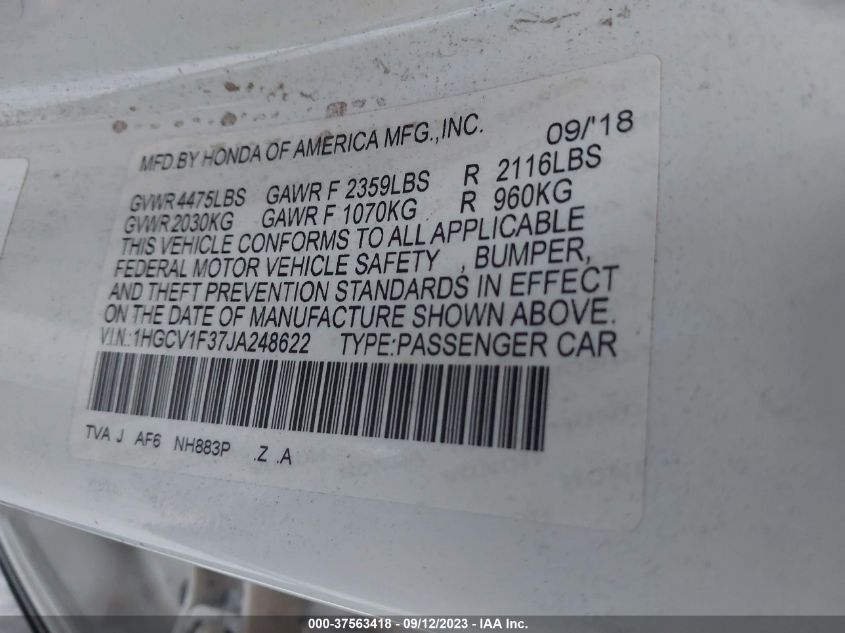 MFD.BY HONDA OF AMERICA MFG.,INC. 09/'18
GVWR 4475LBS GAWR F 2359LBS R 2116LBS
GVWR 2030KG GAWR F 1070KG R 960KG
THIS VEHICLE CONFORMS TO ALL APPLICABLE
FEDERAL MOTOR VEHICLE SAFETY , BUMPER,
AND THEFT PREVENTION STANDARDS IN EFFECT
ON THE DATE OF MANUFACTURE SHOWN ABOVE.
V.I.N.:1HGCV1F37JA248622 TYPE:PASSENGER CAR
TVA J AF6 NH883P .Z .A
000-37563418 - 09/12/2023 - IAA Inc.